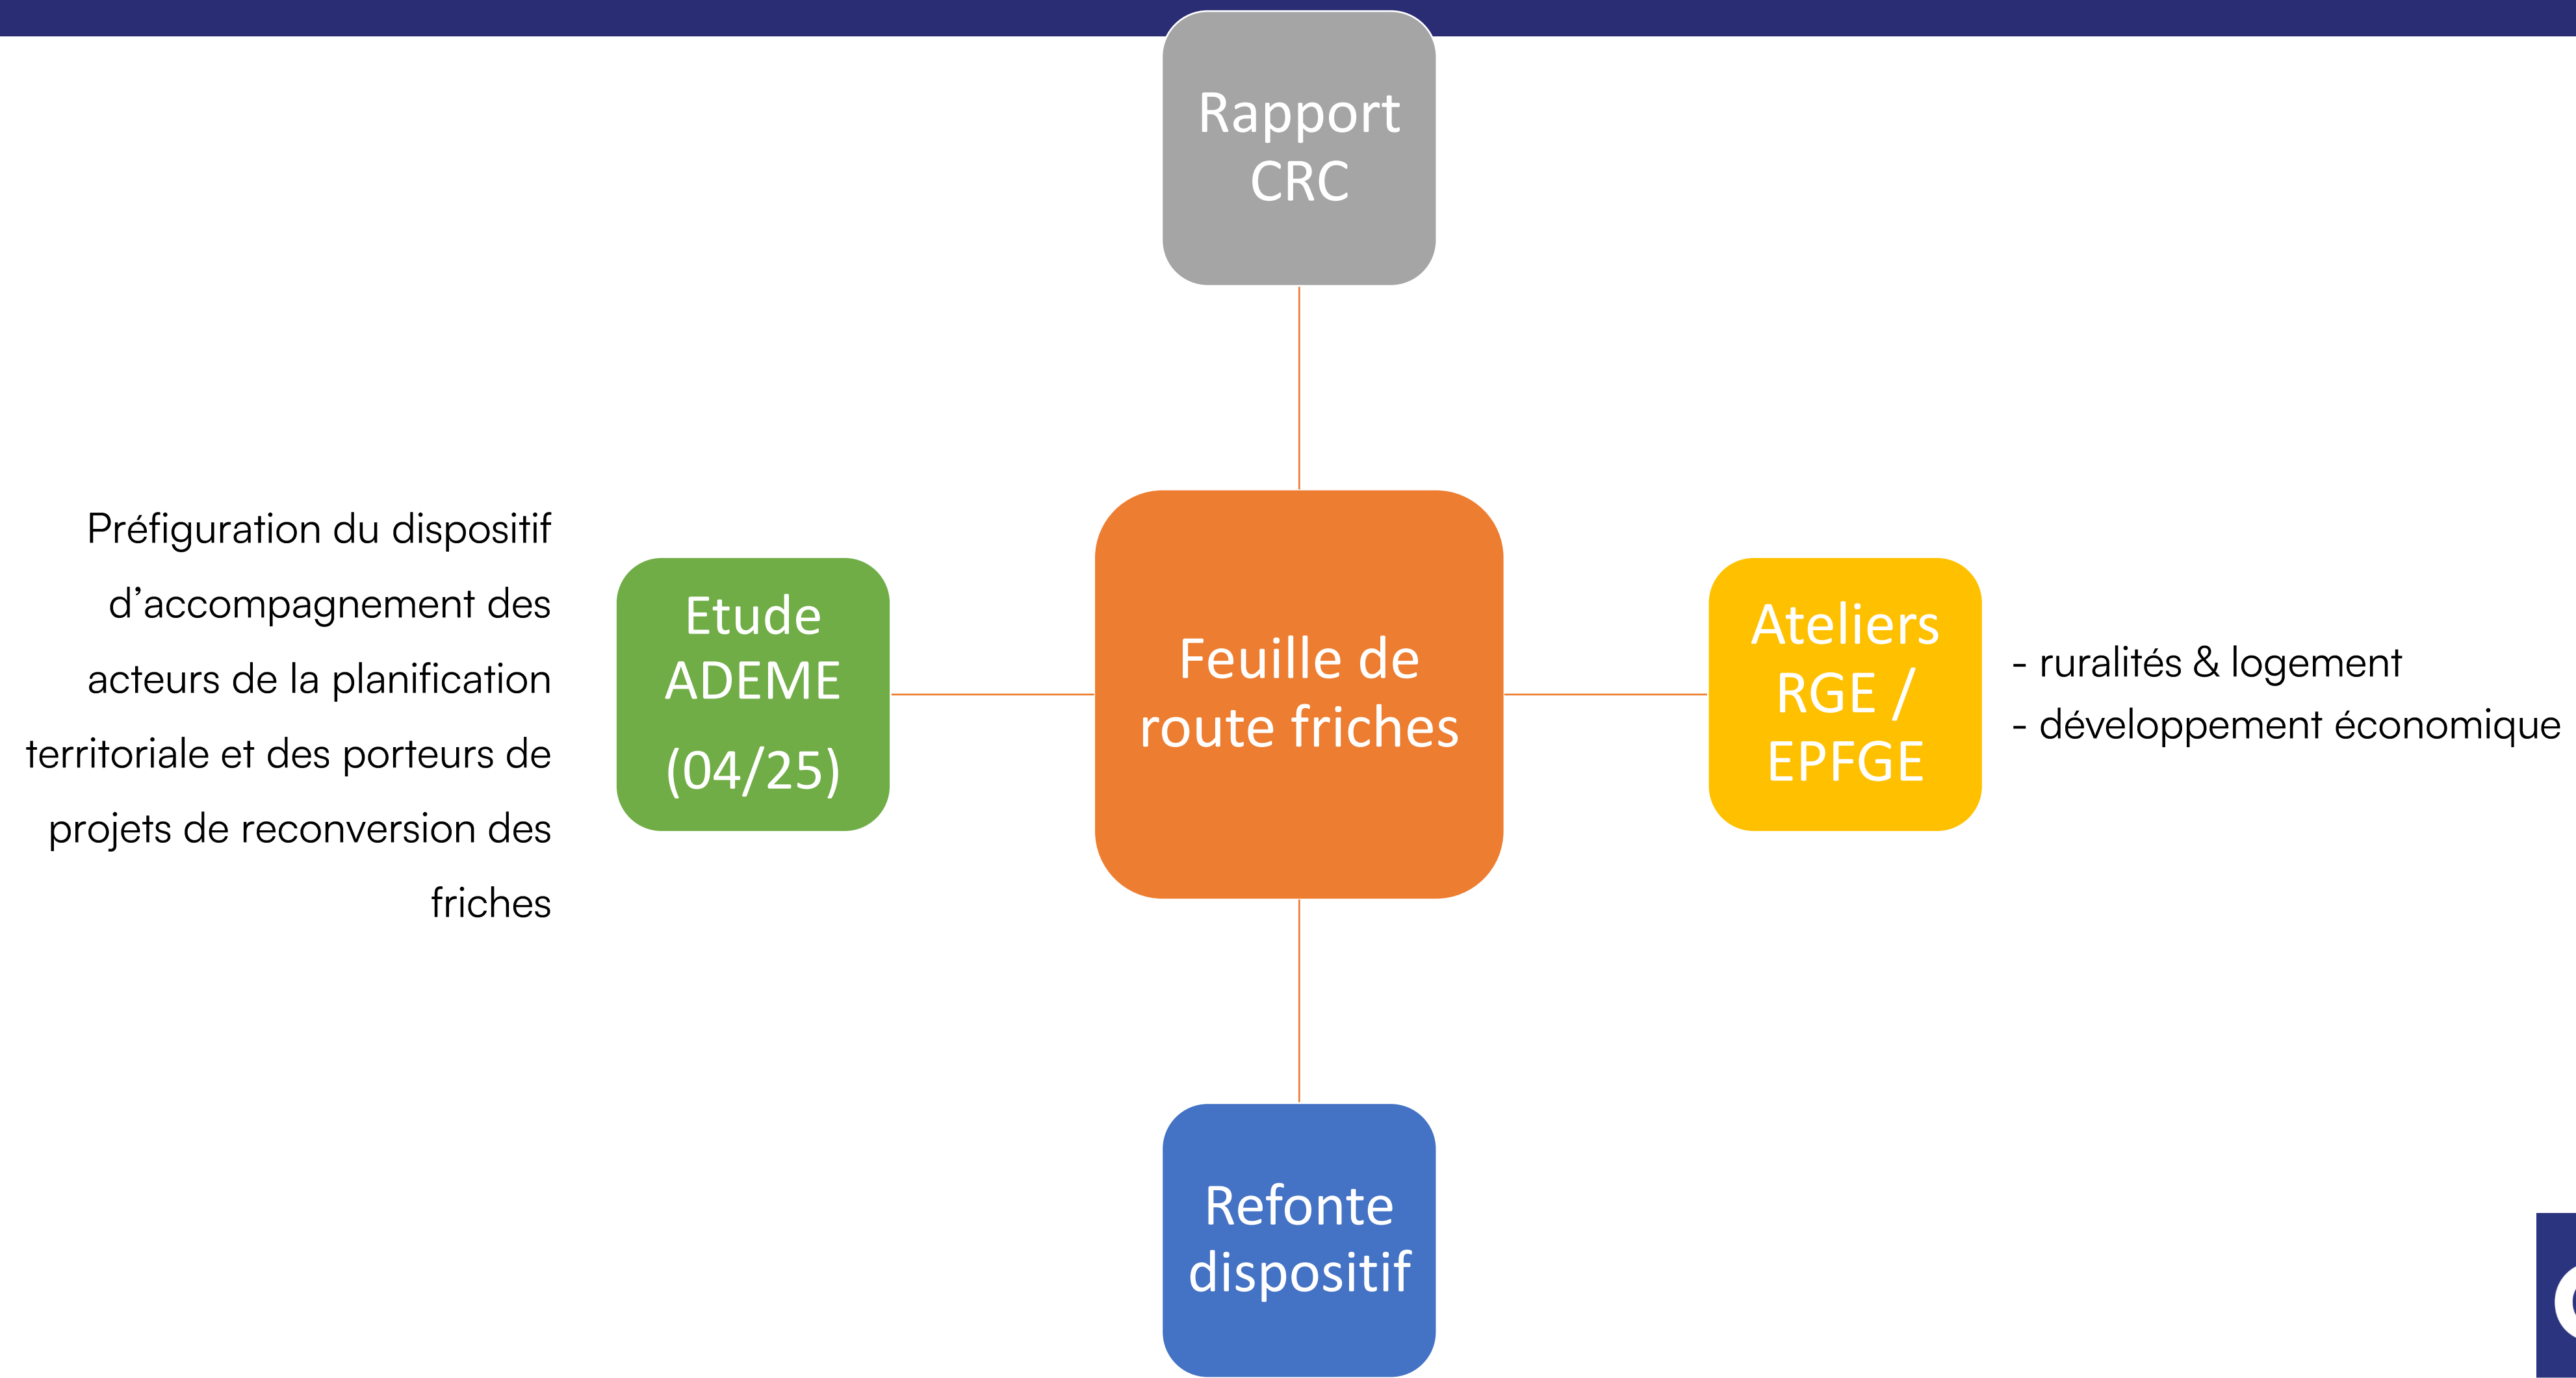 Rapport
CRC
Préfiguration du dispositif
d’accompagnement des
acteurs de la planification
territoriale et des porteurs de
projets de reconversion des
friches
Etude
ADEME
(04/25)
Feuille de
route friches
Ateliers
RGE /
EPFGE
- ruralités & logement
- développement économique
Refonte
dispositif